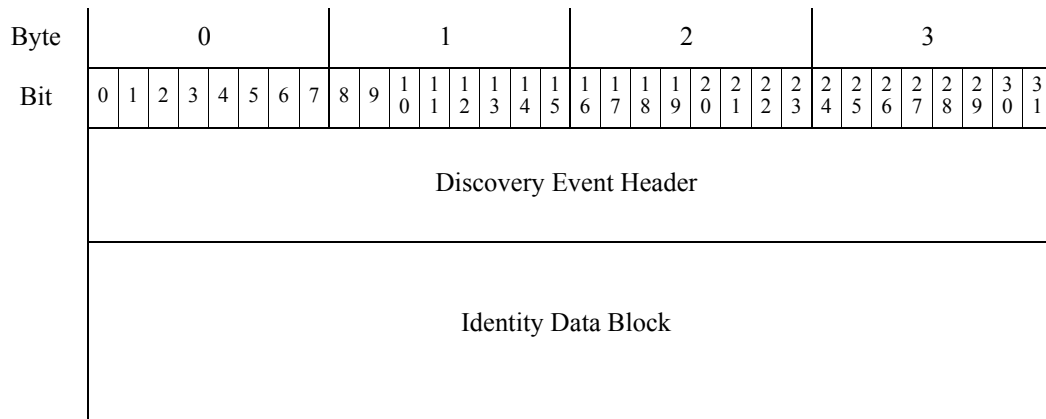 Byte 0 1 2 3
Bit 0 1 2 3 4 5 6 7 8 9 10 11 12 13 14 15 16 17 18 19 20 21 22 23 24 25 26 27 28 29 30 31
Discovery Event Header
Identity Data Block